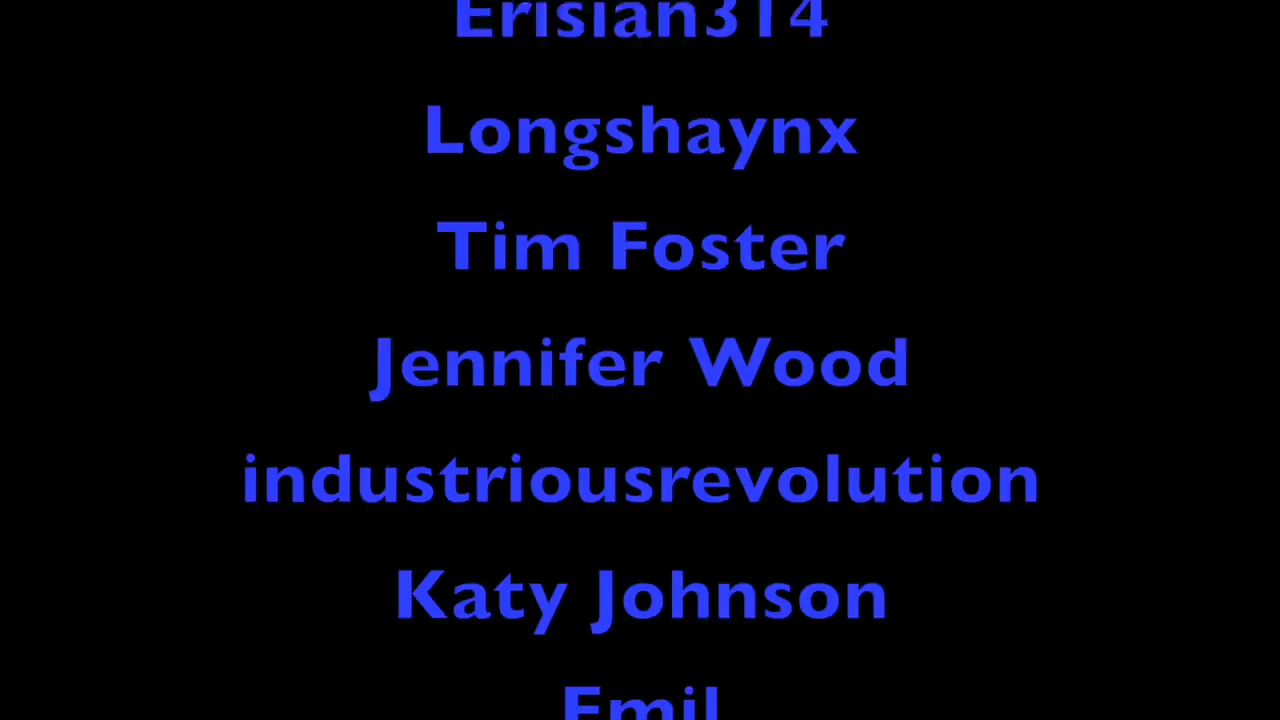 Erisian314
Longshaynx
Tim Foster
Jennifer Wood
industriousrevolution
Katy Johnson
Emil